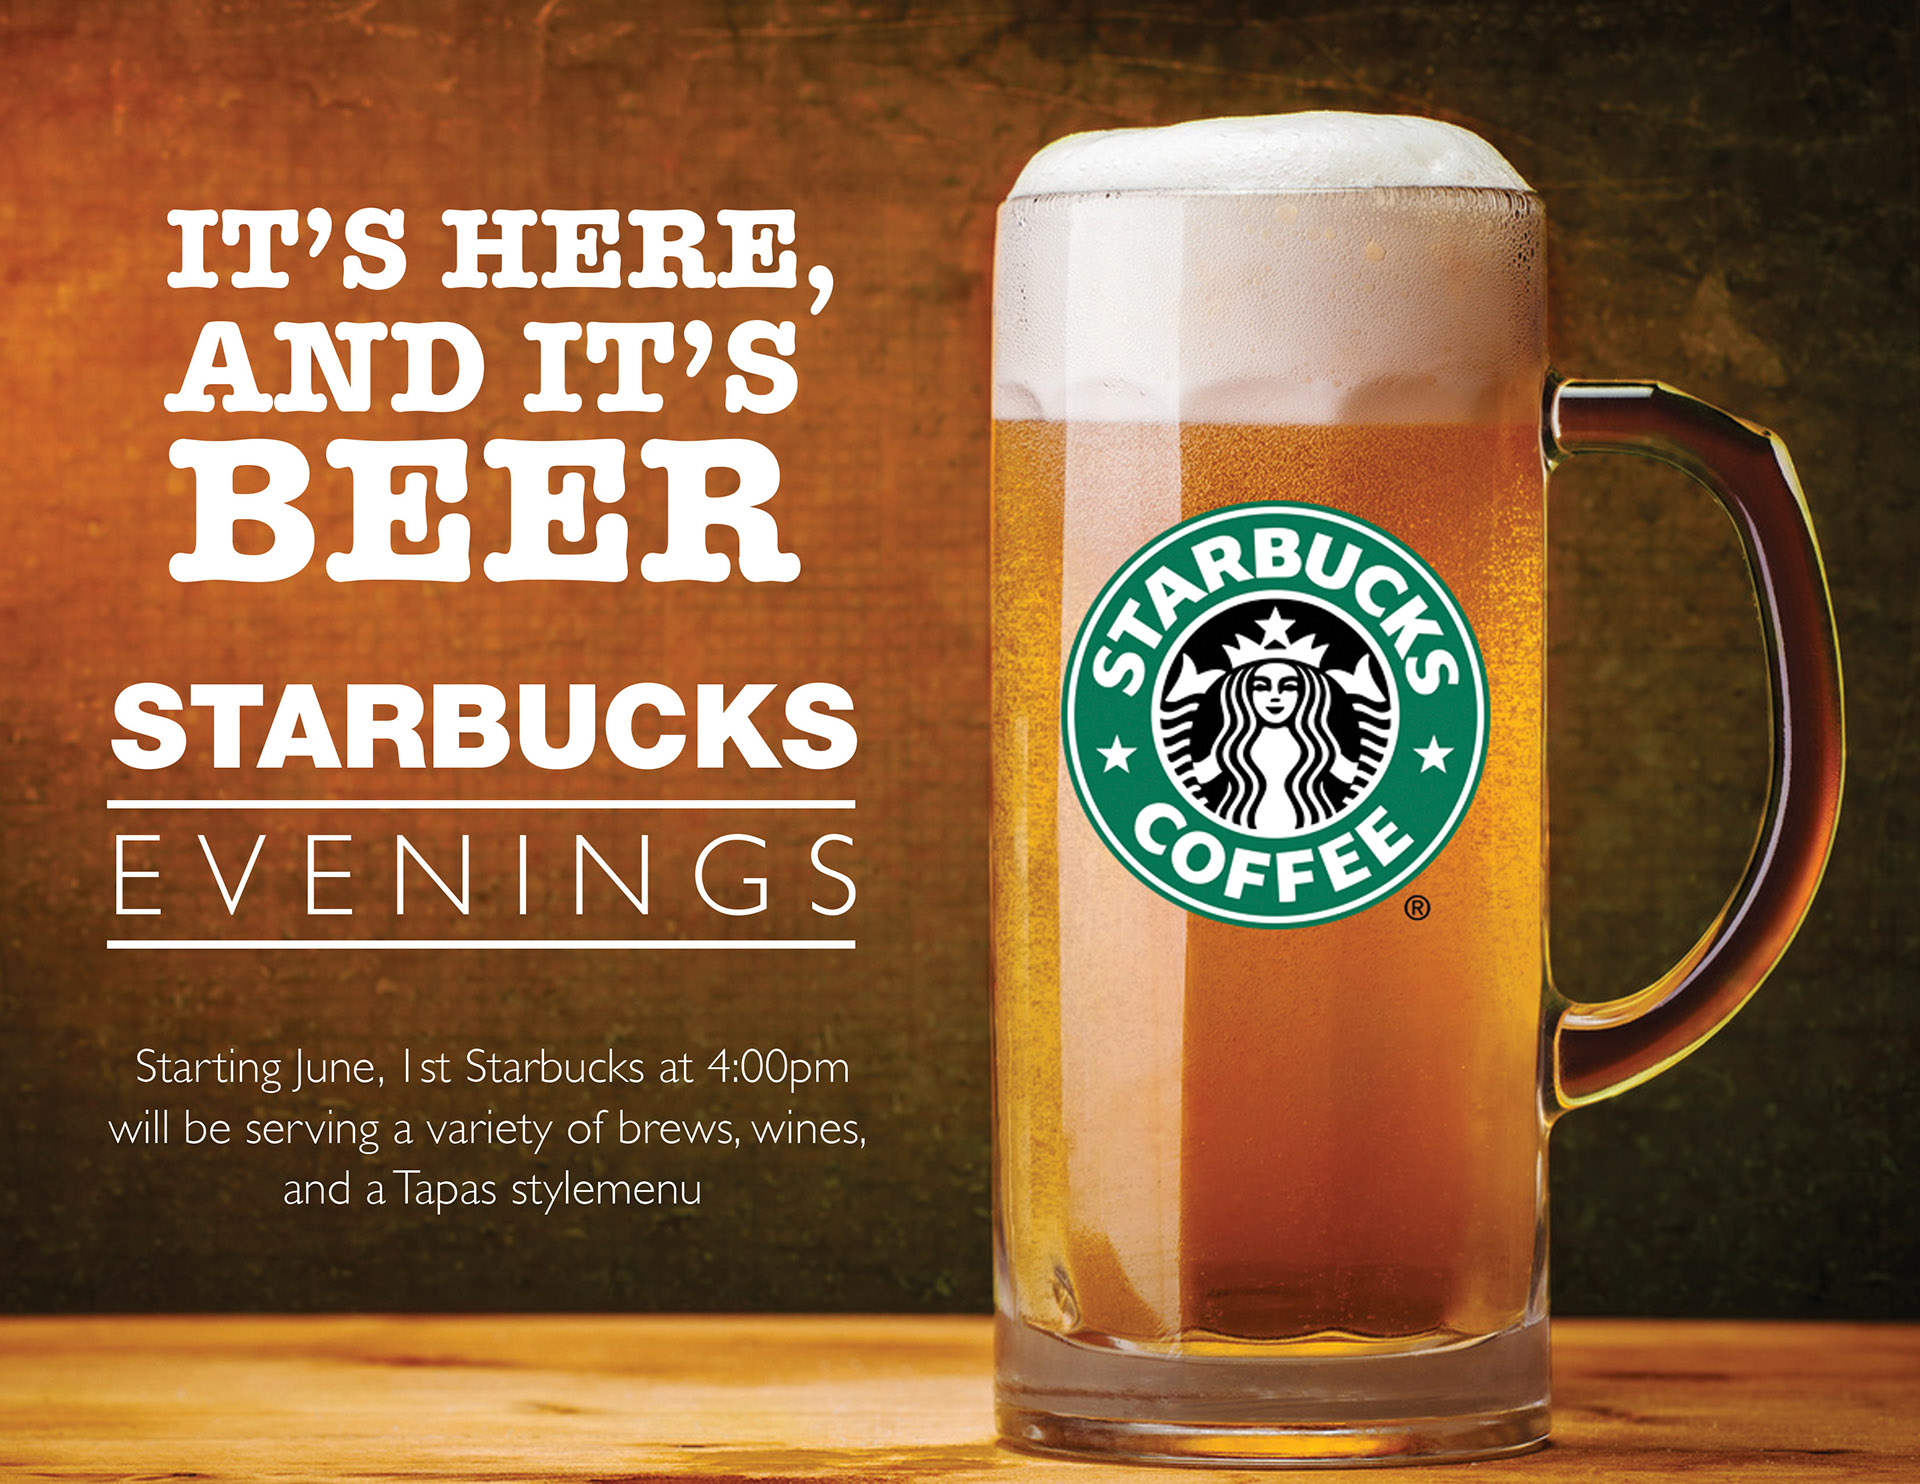 IT'S HERE,
AND IT'S
BEER
STARBUCKS
EVENINGS
Starting June, 1st Starbucks at 4:00pm
will be serving a variety of brews, wines,
and a Tapas stylemenu
STARBUCKS
COFFEE
®